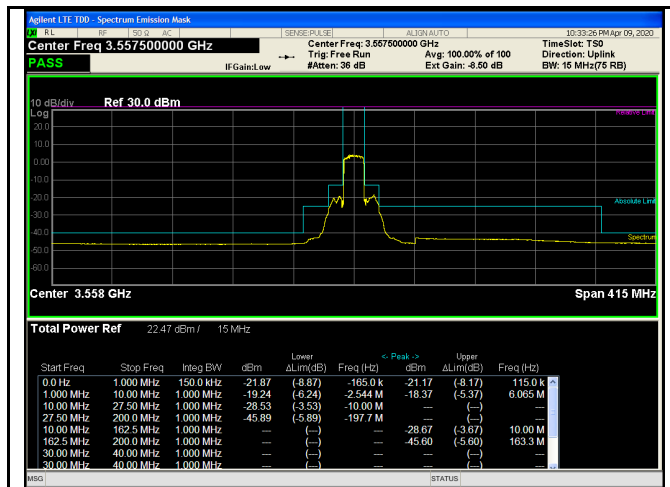 Agilent LTE TDD - Spectrum Emission Mask
LXI RL RF 50 Ω AC SENSE:PULSE ALIGN AUTO 10:33:26 PM Apr 09, 2020
Center Freq 3.557500000 GHz Center Freq: 3.557500000 GHz TimeSlot: TS0
Trig: Free Run Avg: 100.00% of 100 Direction: Uplink
PASS IFGain:Low #Atten: 36 dB Ext Gain: -8.50 dB BW: 15 MHz(75 RB)
10 dB/div Ref 30.0 dBm
Log
Relative Limit
20.0
10.0
0.00
-10.0
-20.0
Absolute Limit
-30.0
-40.0
Spectrum
-50.0
-60.0
Center 3.558 GHz Span 415 MHz
Total Power Ref 22.47 dBm / 15 MHz
Lower <- Peak -> Upper
Start Freq Stop Freq Integ BW dBm ΔLim(dB) Freq (Hz) dBm ΔLim(dB) Freq (Hz)
0.0 Hz 1.000 MHz 150.0 kHz -21.87 (-8.87) -165.0 k -21.17 (-8.17) 115.0 k
1.000 MHz 10.00 MHz 1.000 MHz -19.24 (-6.24) -2.544 M -18.37 (-5.37) 6.065 M
10.00 MHz 27.50 MHz 1.000 MHz -28.53 (-3.53) -10.00 M --- (---)
27.50 MHz 200.0 MHz 1.000 MHz -45.89 (-5.89) -197.7 M --- (---)
10.00 MHz 162.5 MHz 1.000 MHz --- (---) -28.67 (-3.67) 10.00 M
162.5 MHz 200.0 MHz 1.000 MHz --- (---) -45.60 (-5.60) 163.3 M
30.00 MHz 40.00 MHz 1.000 MHz --- (---) --- (---)
30.00 MHz 40.00 MHz 1.000 MHz --- (---) --- (---)
MSG STATUS